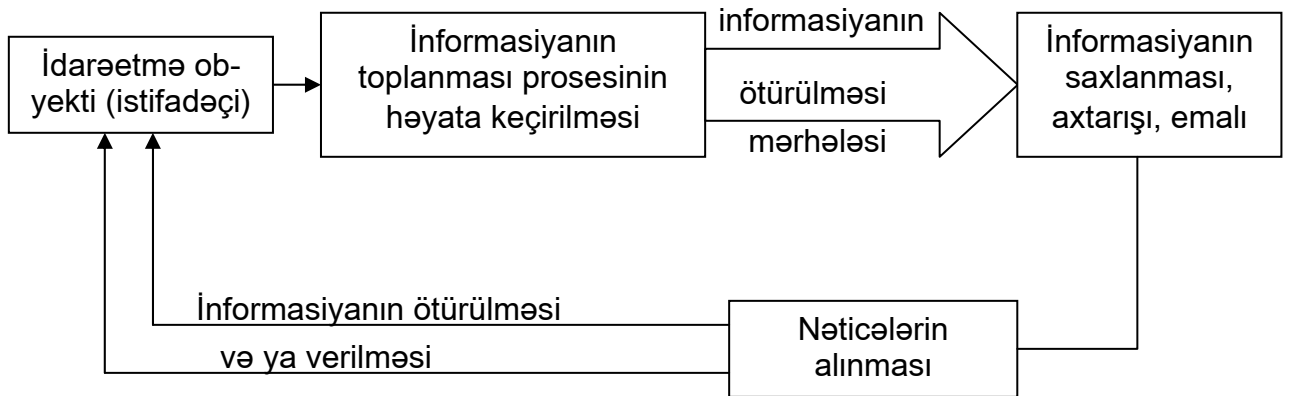 İdarəetmə ob-
yekti (istifadəçi)
İnformasiyanın
toplanması prosesinin
həyata keçirilməsi
informasiyanın
ötürülməsi
mərhələsi
İnformasiyanın
saxlanması,
axtarışı, emalı
İnformasiyanın ötürülməsi
və ya verilməsi
Nəticələrin
alınması